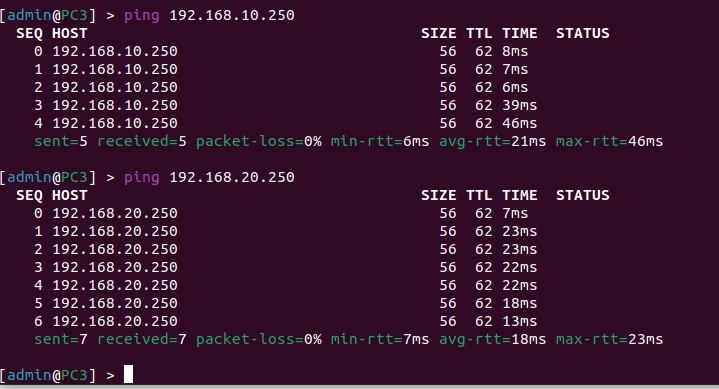 [admin@PC3] > ping 192.168.10.250
SEQ HOST SIZE TTL TIME STATUS
0 192.168.10.250 56 62 8ms
1 192.168.10.250 56 62 7ms
2 192.168.10.250 56 62 6ms
3 192.168.10.250 56 62 39ms
4 192.168.10.250 56 62 46ms
sent=5 received=5 packet-loss=0% min-rtt=6ms avg-rtt=21ms max-rtt=46ms
[admin@PC3] > ping 192.168.20.250
SEQ HOST SIZE TTL TIME STATUS
0 192.168.20.250 56 62 7ms
1 192.168.20.250 56 62 23ms
2 192.168.20.250 56 62 23ms
3 192.168.20.250 56 62 22ms
4 192.168.20.250 56 62 22ms
5 192.168.20.250 56 62 18ms
6 192.168.20.250 56 62 13ms
sent=7 received=7 packet-loss=0% min-rtt=7ms avg-rtt=18ms max-rtt=23ms
[admin@PC3] >